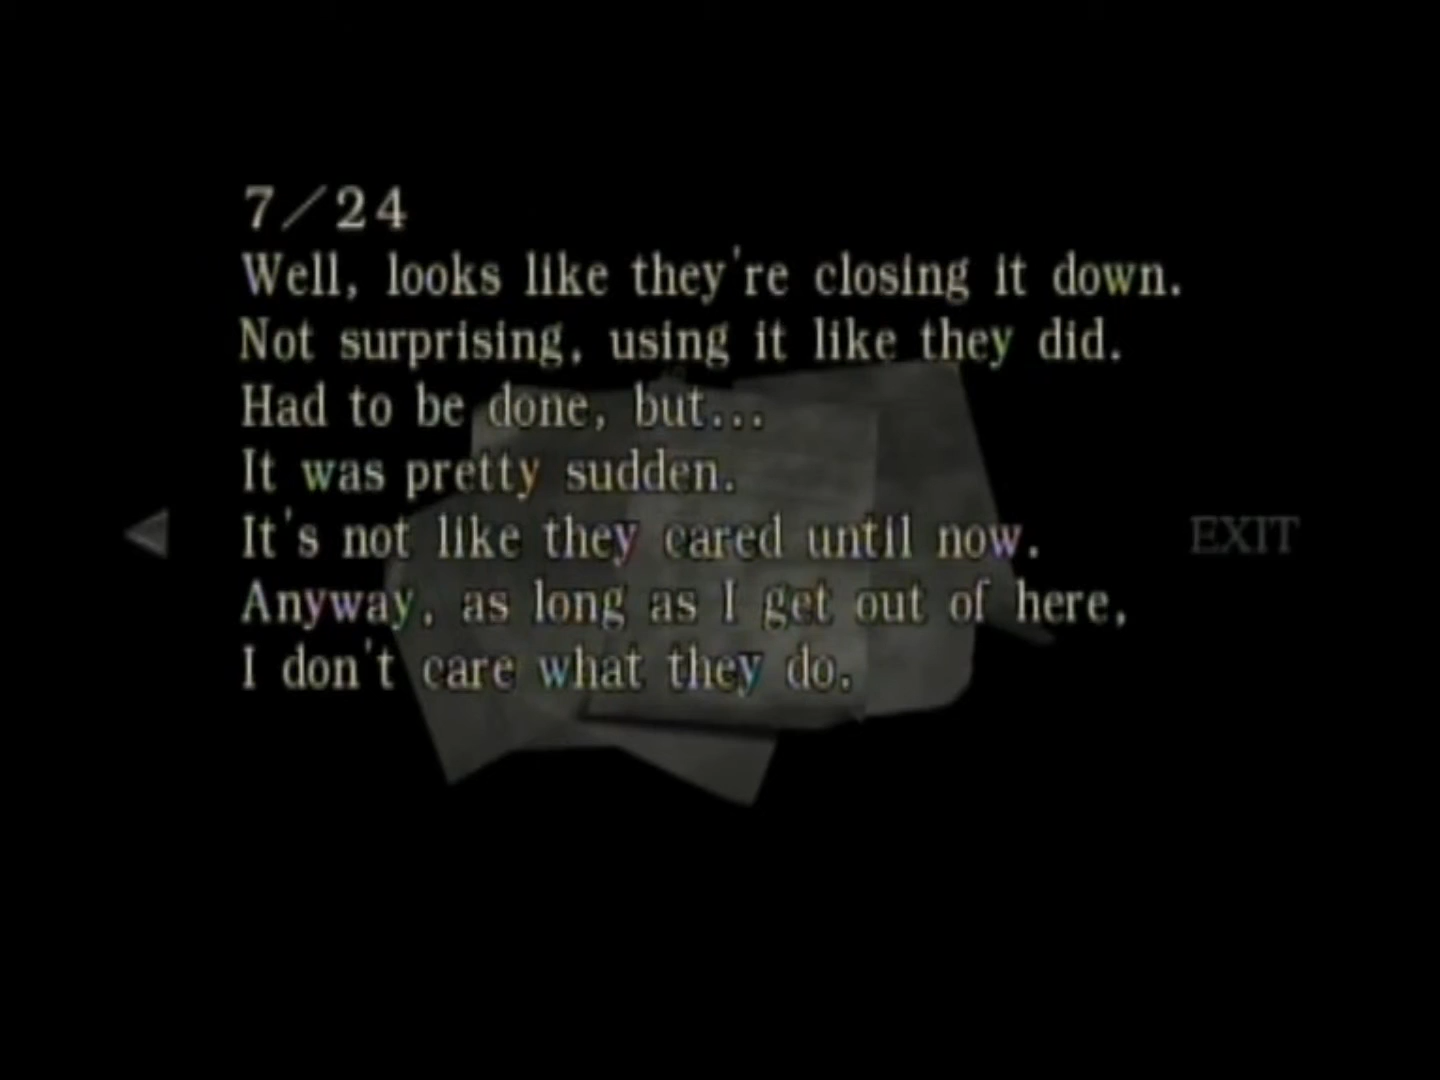 7/24
Well, looks like they're closing it down.
Not surprising, using it like they did.
Had to be done, but...
It was pretty sudden.
It's not like they cared until now.
EXIT
Anyway, as long as I get out of here,
I don't care what they do.